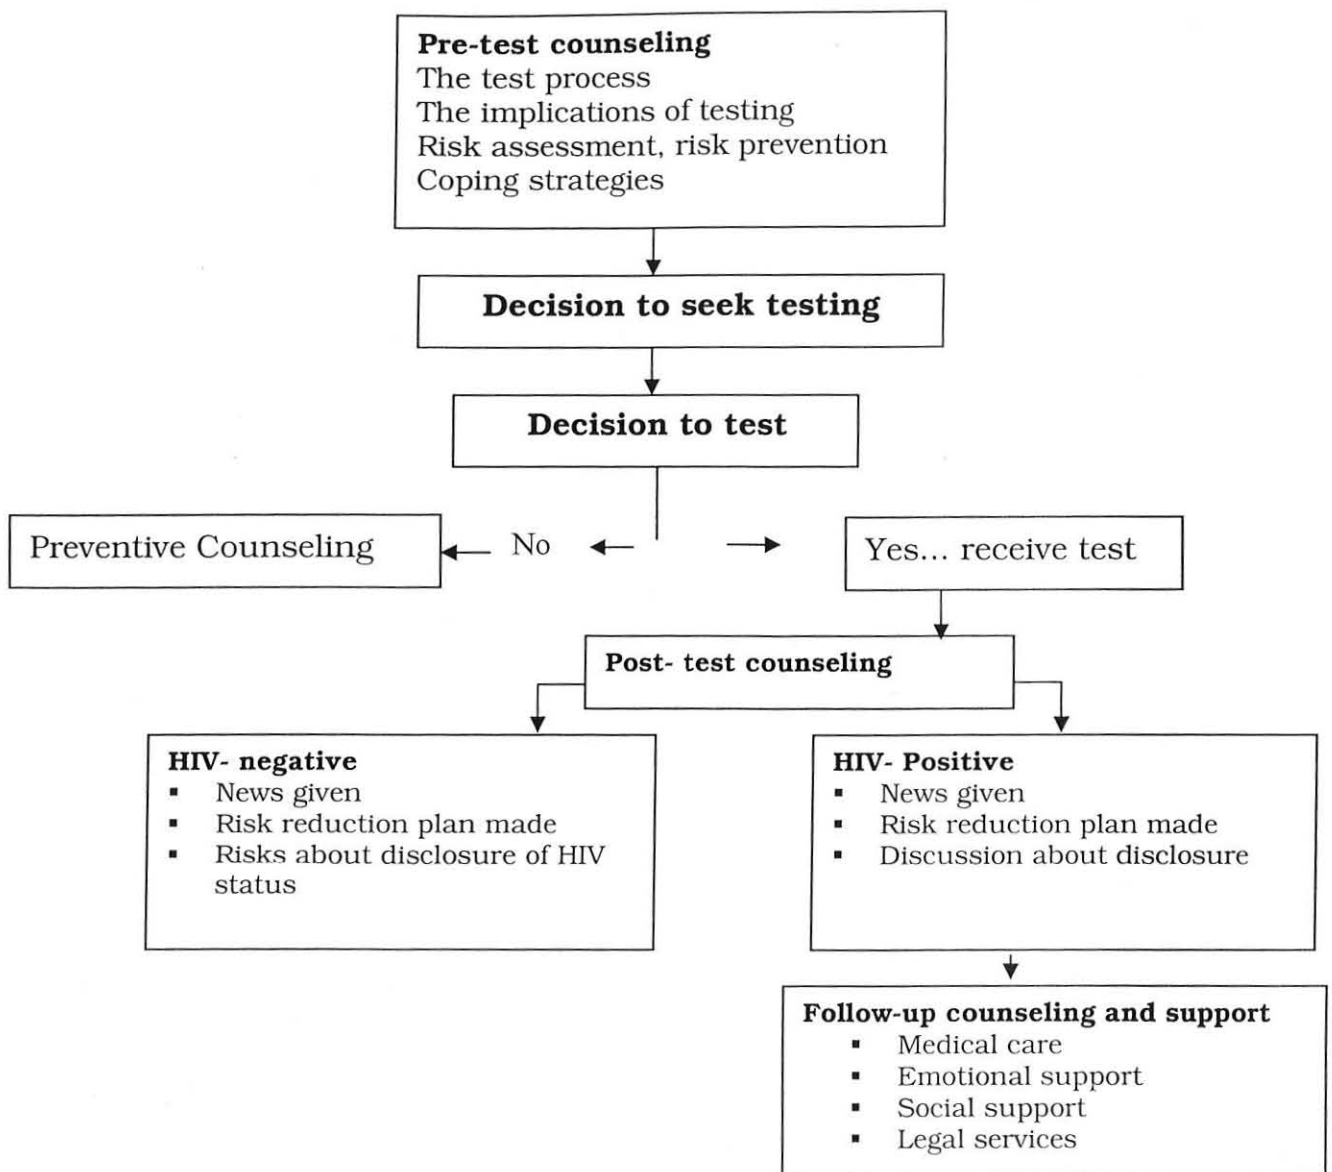 Pre-test counseling
The test process
The implications of testing
Risk assessment, risk prevention
Coping strategies
Decision to seek testing
Decision to test
Preventive Counseling
No
Yes... receive test
Post- test counseling
HIV- negative
▪ News given
▪ Risk reduction plan made
▪ Risks about disclosure of HIV
status
HIV- Positive
▪ News given
▪ Risk reduction plan made
▪ Discussion about disclosure
Follow-up counseling and support
▪ Medical care
▪ Emotional support
▪ Social support
▪ Legal services